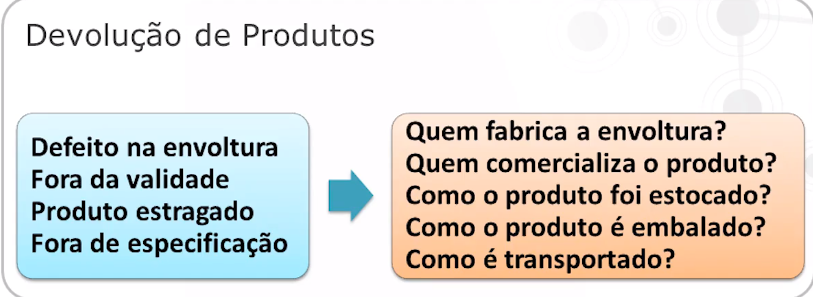 Devolução de Produtos
Defeito na envoltura
Fora da validade
Produto estragado
Fora de especificação
Quem fabrica a envoltura?
Quem comercializa o produto?
Como o produto foi estocado?
Como o produto é embalado?
Como é transportado?